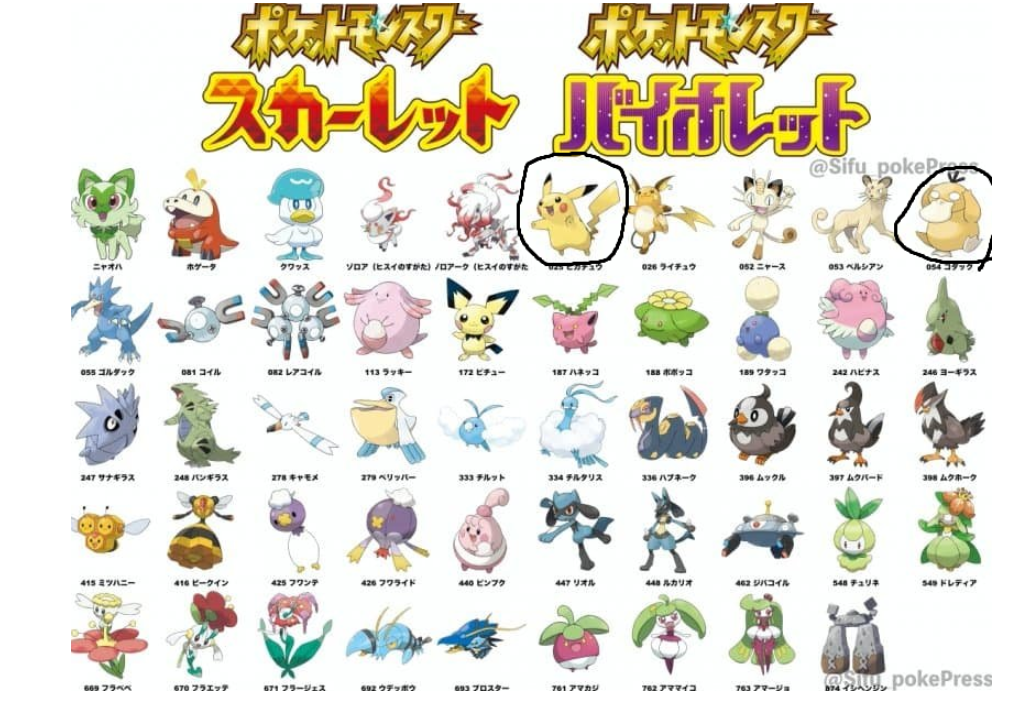 ポケットモンスター ポケットモンスター
スカーレット バイオレット
@Sifu_pokePress
ニャオハ ホゲータ クワッス ゾロア（ヒスイのすがた） ゾロアーク（ヒスイのすがた 025 ピカチュウ 026 ライチュウ 052 ニャース 053 ペルシアン 054 コダック
055 ゴルダック 081 コイル 082 レアコイル 113 ラッキー 172 ピチュー 187 ハネッコ 188 ポポッコ 189 ワタッコ 242 ハピナス 246 ヨーギラス
247 サナギラス 248 バンギラス 278 キャモメ 279 ペリッパー 333 チルット 334 チルタリス 336 ハブネーク 396 ムックル 397 ムクバード 398 ムクホーク
415 ミツハニー 416 ビークイン 425 フワンテ 426 フワライド 440 ピンプク 447 リオル 448 ルカリオ 462 ジバコイル 548 チュリネ 549 ドレディア
669 フラベベ 670 フラエッテ 671 フラージェス 692 ウデッポウ 693 ブロスター 761 アマカジ 762 アママイコ 763 アマージョ 874 イシヘンジン
@Sifu_pokePress